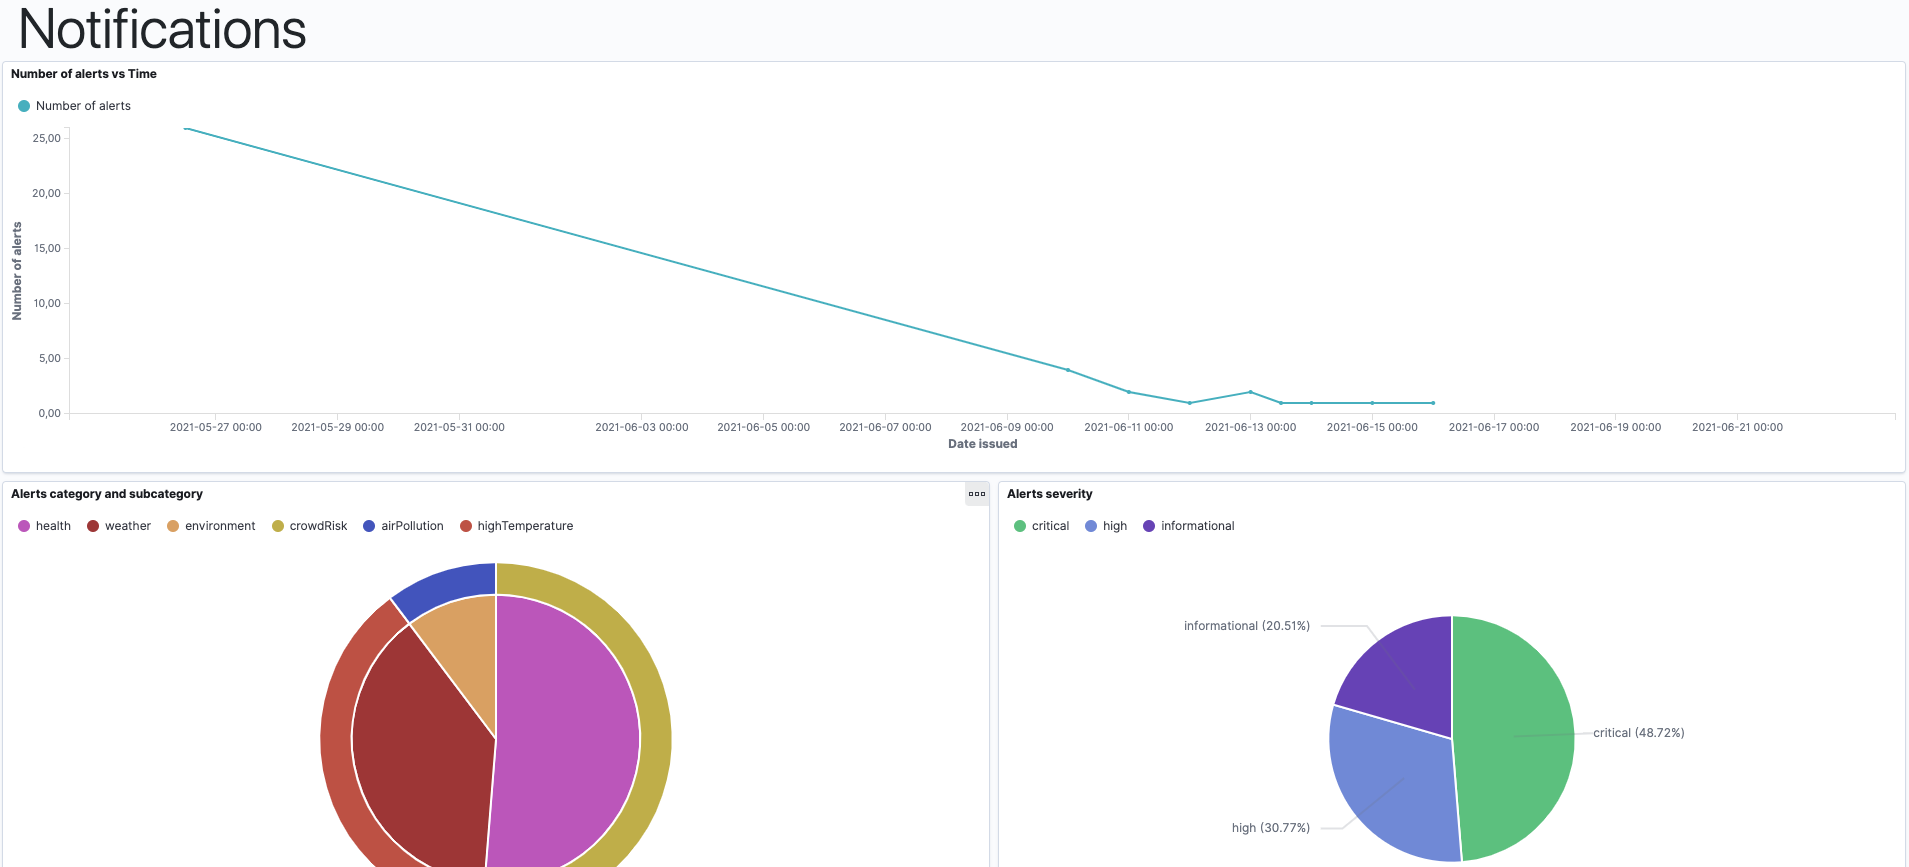 Notifications
Number of alerts vs Time
Number of alerts
25,00
20,00
15,00
10,00
5,00
0,00
Number of alerts
2021-05-27 00:00 2021-05-29 00:00 2021-05-31 00:00 2021-06-03 00:00 2021-06-05 00:00 2021-06-07 00:00 2021-06-09 00:00 2021-06-11 00:00 2021-06-13 00:00 2021-06-15 00:00 2021-06-17 00:00 2021-06-19 00:00 2021-06-21 00:00
Date issued
Alerts category and subcategory
health weather environment crowdRisk airPollution highTemperature
Alerts severity
critical high informational
informational (20.51%)
critical (48.72%)
high (30.77%)